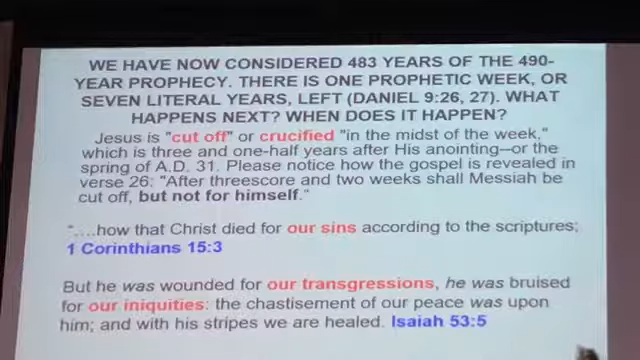 WE HAVE NOW CONSIDERED 483 YEARS OF THE 490-
YEAR PROPHECY. THERE IS ONE PROPHETIC WEEK, OR
SEVEN LITERAL YEARS, LEFT (DANIEL 9:26, 27). WHAT
HAPPENS NEXT? WHEN DOES IT HAPPEN?
Jesus is "cut off" or crucified "in the midst of the week,"
which is three and one-half years after His anointing—or the
spring of A.D. 31. Please notice how the gospel is revealed in
verse 26: "After threescore and two weeks shall Messiah be
cut off, but not for himself."
"....how that Christ died for our sins according to the scriptures;
1 Corinthians 15:3
But he was wounded for our transgressions, he was bruised
for our iniquities: the chastisement of our peace was upon
him; and with his stripes we are healed. Isaiah 53:5